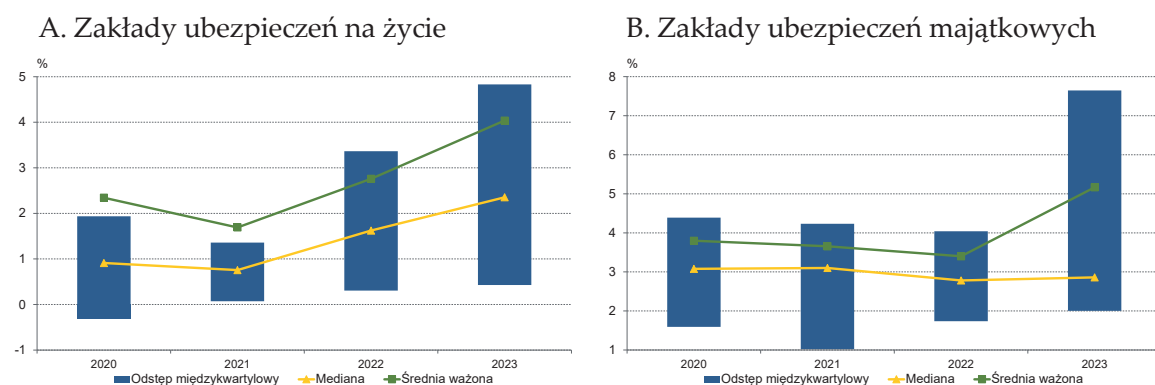 A. Zakłady ubezpieczeń na życie
%
5
4
3
2
1
0
-1
2020 2021 2022 2023
Odstęp międzykwartylowy Mediana Średnia ważona
B. Zakłady ubezpieczeń majątkowych
%
8
7
6
5
4
3
2
1
2020 2021 2022 2023
Odstęp międzykwartylowy Mediana Średnia ważona